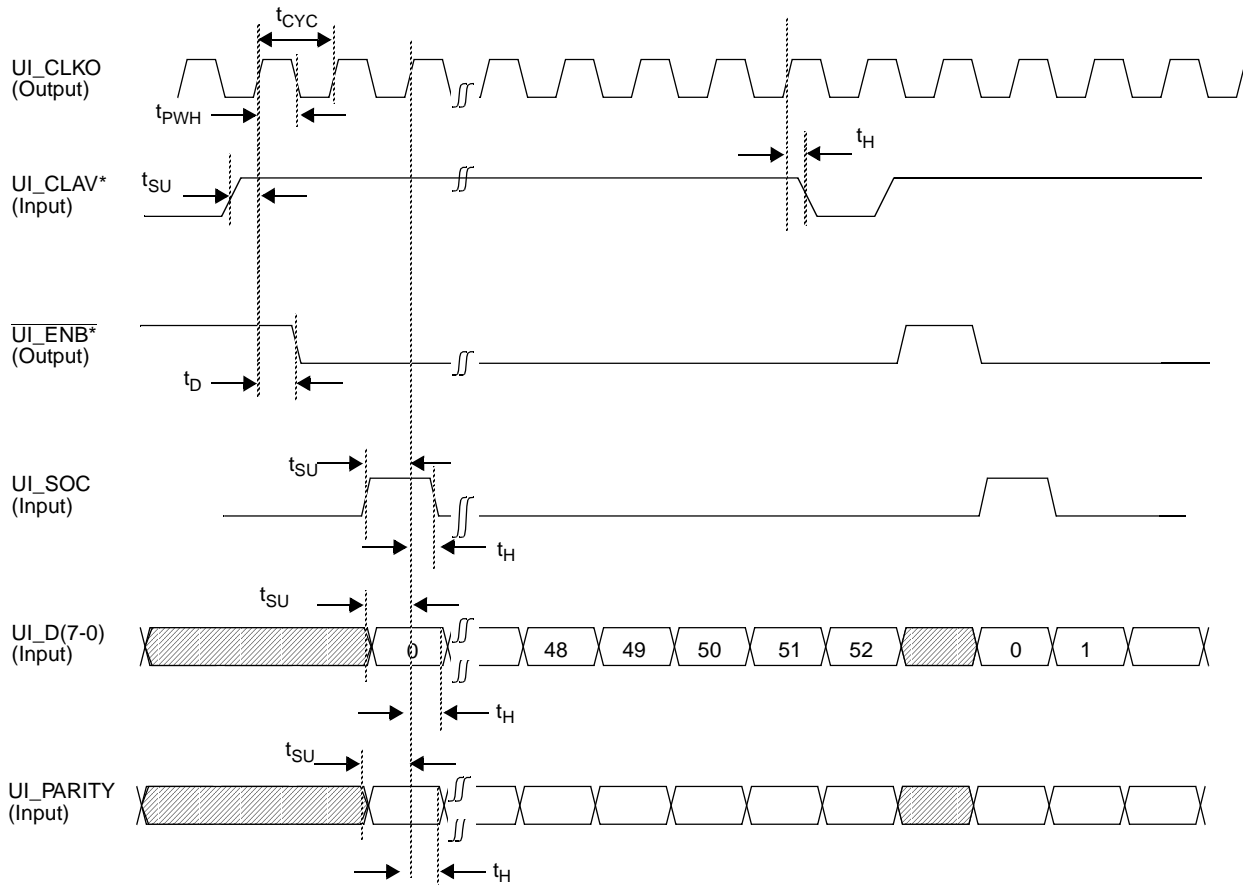 tCYC
UI_CLKO
(Output)
tPWH
tH
UI_CLAV*
(Input)
tSU
UI_ENB*
(Output)
tD
tSU
UI_SOC
(Input)
tH
tSU
UI_D(7-0)
(Input)
0 48 49 50 51 52 0 1
tH
tSU
UI_PARITY
(Input)
tH